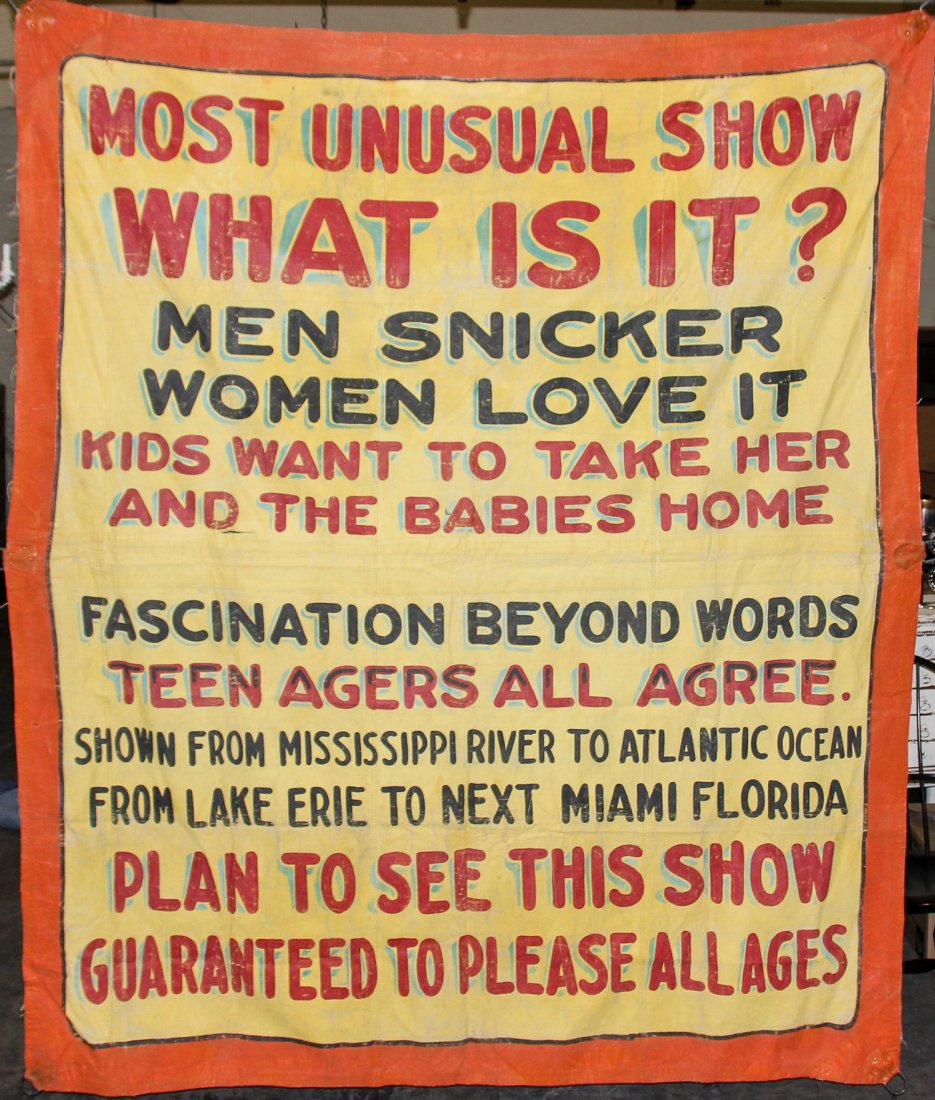 MOST UNUSUAL SHOW
WHAT IS IT?
MEN SNICKER
WOMEN LOVE IT
KIDS WANT TO TAKE HER
AND THE BABIES HOME
FASCINATION BEYOND WORDS
TEEN AGERS ALL AGREE.
SHOWN FROM MISSISSIPPI RIVER TO ATLANTIC OCEAN
FROM LAKE ERIE TO NEXT MIAMI FLORIDA
PLAN TO SEE THIS SHOW
GUARANTEED TO PLEASE ALL AGES